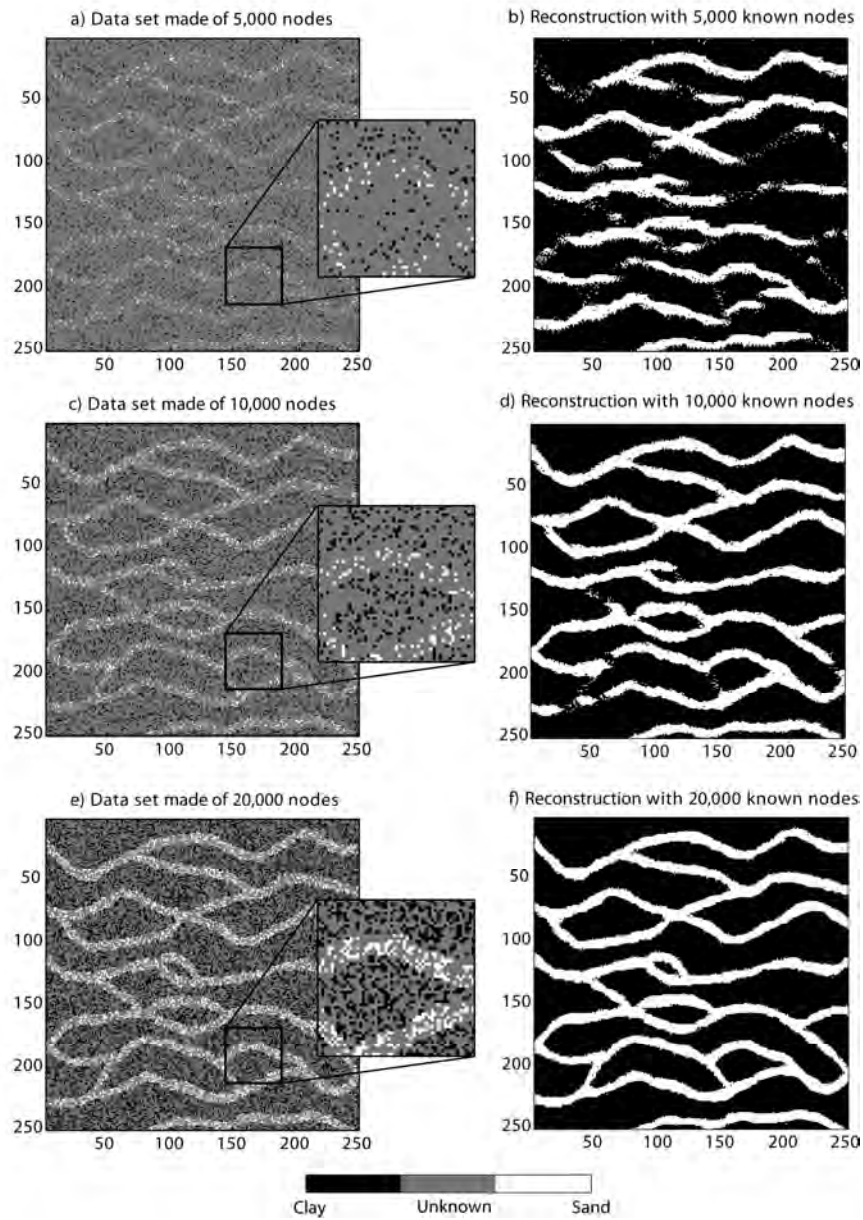 a) Data set made of 5,000 nodes
b) Reconstruction with 5,000 known nodes
50
100
150
200
250
50 100 150 200 250
50
100
150
200
250
50 100 150 200 250
c) Data set made of 10,000 nodes
d) Reconstruction with 10,000 known nodes
50
100
150
200
250
50 100 150 200 250
50
100
150
200
250
50 100 150 200 250
e) Data set made of 20,000 nodes
f) Reconstruction with 20,000 known nodes
50
100
150
200
250
50 100 150 200 250
50
100
150
200
250
50 100 150 200 250
Clay Unknown Sand